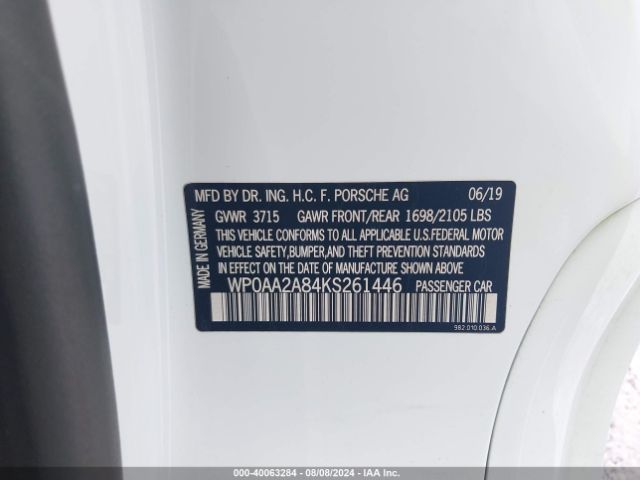 MFD BY DR. ING. H.C. F. PORSCHE AG 06/19
GVWR 3715 GAWR FRONT/REAR 1698/2105 LBS
THIS VEHICLE CONFORMS TO ALL APPLICABLE U.S.FEDERAL MOTOR
VEHICLE SAFETY,BUMPER,AND THEFT PREVENTION STANDARDS
IN EFFECT ON THE DATE OF MANUFACTURE SHOWN ABOVE.
WP0AA2A84KS261446 PASSENGER CAR
982.010.036.A
MADE IN GERMANY
000-40063284 - 08/08/2024 - IAA Inc.